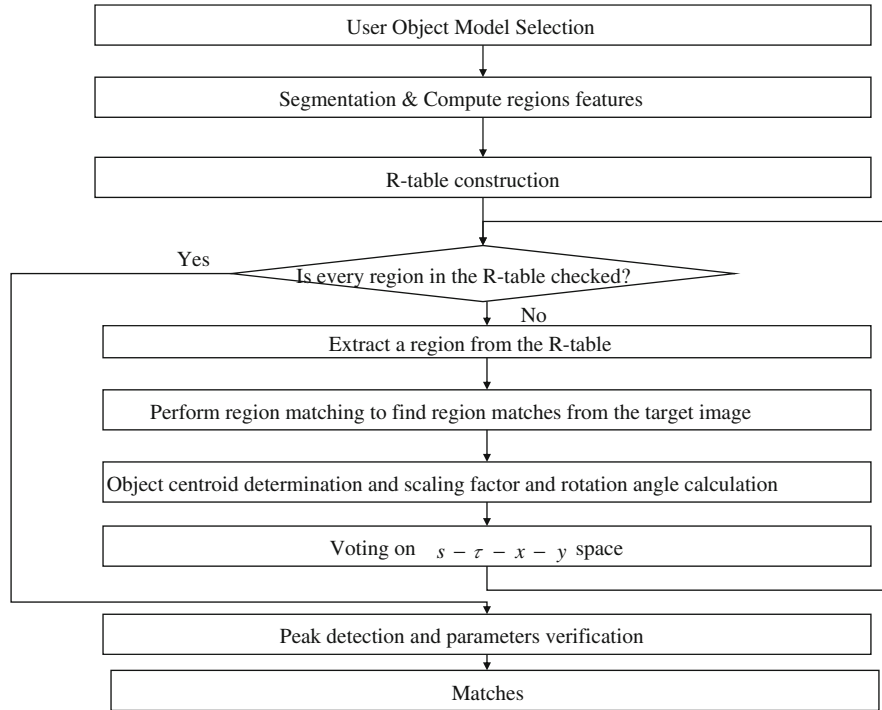 User Object Model Selection
Segmentation & Compute regions features
R-table construction
Yes
Is every region in the R-table checked?
No
Extract a region from the R-table
Perform region matching to find region matches from the target image
Object centroid determination and scaling factor and rotation angle calculation
Voting on s − τ − x − y space
Peak detection and parameters verification
Matches